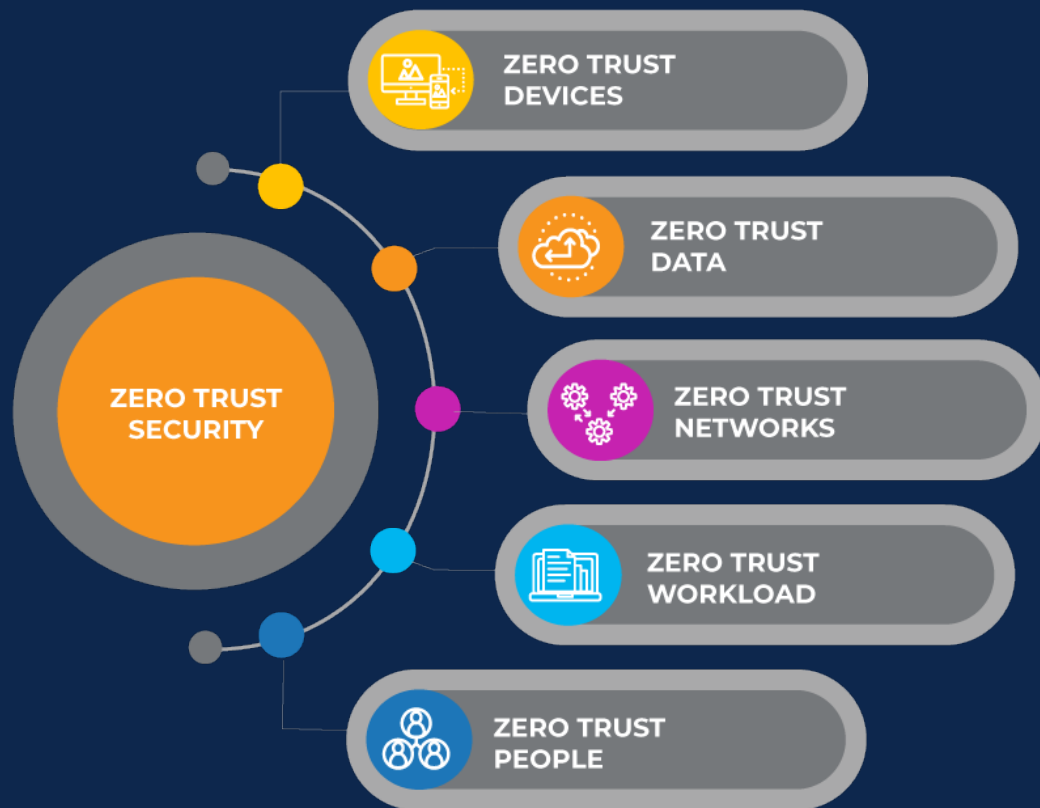 ZERO TRUST
DEVICES
ZERO TRUST
DATA
ZERO TRUST
SECURITY
ZERO TRUST
NETWORKS
ZERO TRUST
WORKLOAD
ZERO TRUST
PEOPLE